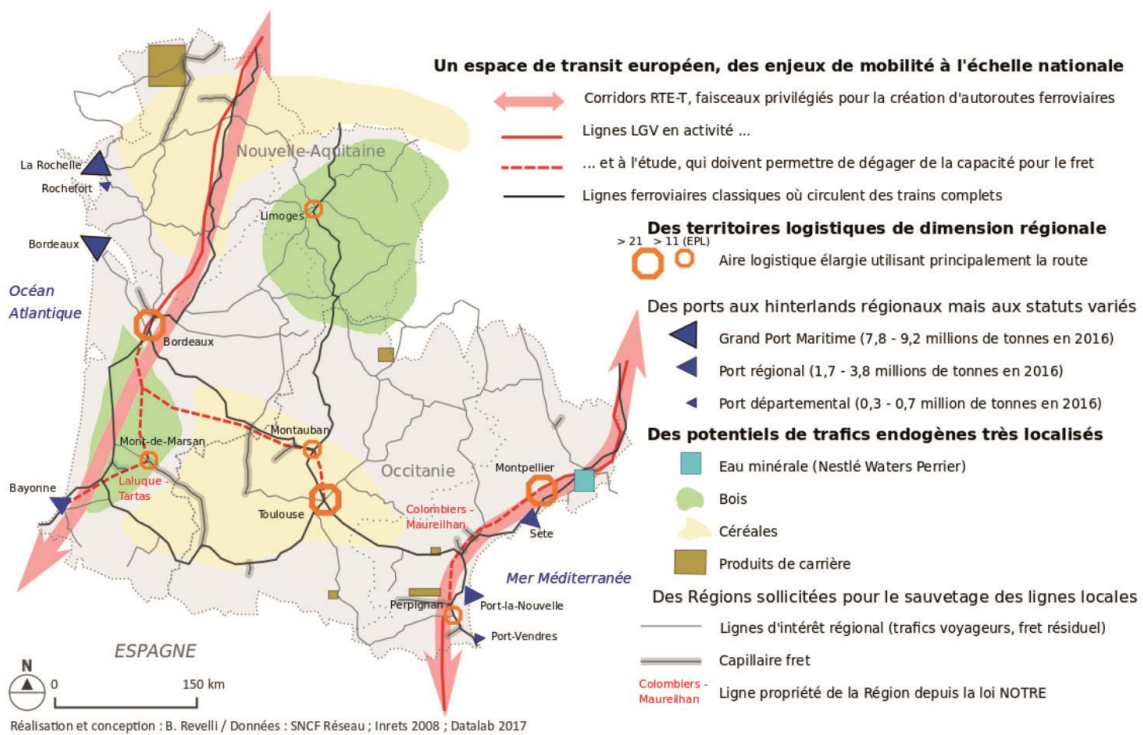 Un espace de transit européen, des enjeux de mobilité à l'échelle nationale
Corridors RTE-T, faisceaux privilégiés pour la création d'autoroutes ferroviaires
Lignes LGV en activité ...
... et à l'étude, qui doivent permettre de dégager de la capacité pour le fret
Lignes ferroviaires classiques où circulent des trains complets
Des territoires logistiques de dimension régionale
> 21 > 11 (EPL)
Aire logistique élargie utilisant principalement la route
Des ports aux hinterlands régionaux mais aux statuts variés
Grand Port Maritime (7,8 - 9,2 millions de tonnes en 2016)
Port régional (1,7 - 3,8 millions de tonnes en 2016)
Port départemental (0,3 - 0,7 million de tonnes en 2016)
Des potentiels de trafics endogènes très localisés
Eau minérale (Nestlé Waters Perrier)
Bois
Céréales
Produits de carrière
Des Régions sollicitées pour le sauvetage des lignes locales
Lignes d'intérêt régional (trafics voyageurs, fret résiduel)
Capillaire fret
Colombiers -
Maureilhan
Ligne propriété de la Région depuis la loi NOTRE
Nouvelle-Aquitaine
La Rochelle
Rochefort
Limoges
Bordeaux
Océan
Atlantique
Bordeaux
Mont-de-Marsan
Montauban
Occitanie
Montpellier
Laluque -
Tartas
Bayonne
Toulouse
Colombiers -
Maureilhan
Sète
Mer Méditerranée
Perpignan
Port-la-Nouvelle
Port-Vendres
ESPAGNE
N
0 150 km
Réalisation et conception : B. Revelli / Données : SNCF Réseau ; Inrets 2008 ; Datalab 2017